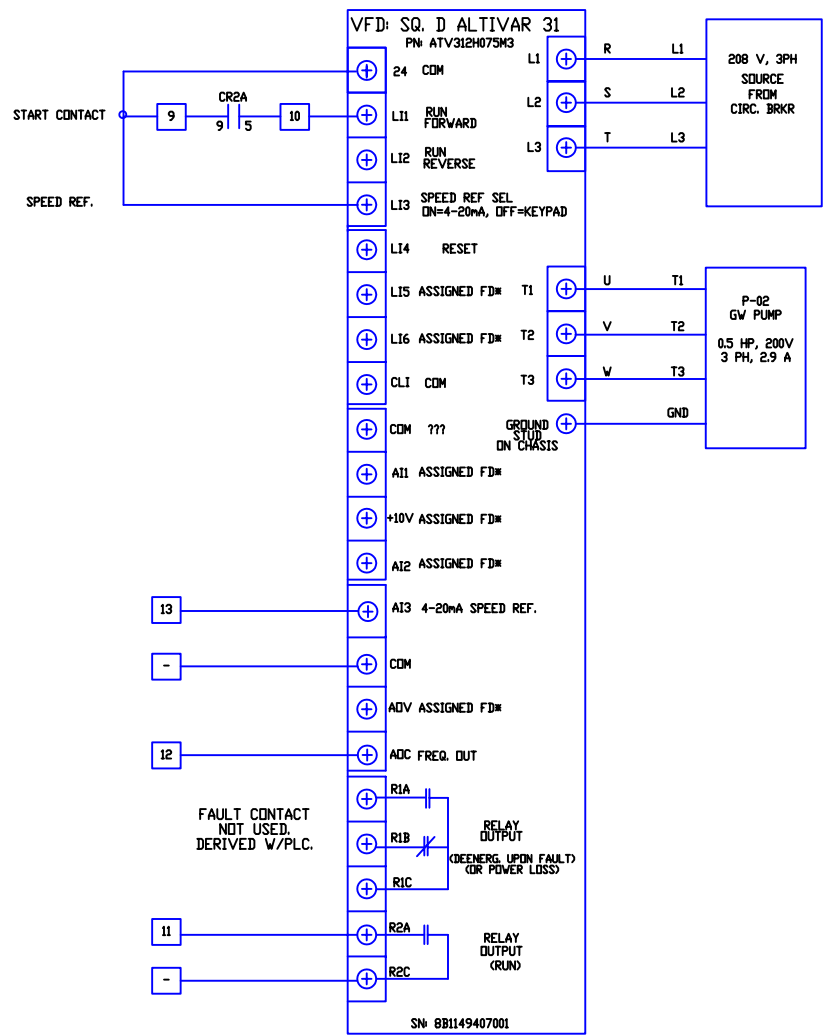 VFD: SQ. D ALTIVAR 31
PN: ATV312H075M3
24 COM
START CONTACT
9
CR2A
9 5
10
LI1 RUN
FORWARD
LI2 RUN
REVERSE
SPEED REF.
LI3 SPEED REF SEL
ON=4-20mA, OFF=KEYPAD
LI4 RESET
LI5 ASSIGNED FD*
LI6 ASSIGNED FD*
CLI COM
COM ???
AI1 ASSIGNED FD*
+10V ASSIGNED FD*
AI2 ASSIGNED FD*
13
AI3 4-20mA SPEED REF.
-
COM
AOV ASSIGNED FD*
12
AOC FREQ. OUT
FAULT CONTACT
NOT USED.
DERIVED W/PLC.
R1A
R1B
R1C
RELAY
OUTPUT
(DEENERG. UPON FAULT)
(OR POWER LOSS)
11
R2A
-
R2C
RELAY
OUTPUT
(RUN)
SN: 8B1149407001
L1 R L1
L2 S L2
L3 T L3
208 V, 3PH
SOURCE
FROM
CIRC. BRKR
T1 U T1
T2 V T2
T3 W T3
GROUND
STUD
ON CHASIS
GND
P-02
GW PUMP
0.5 HP, 200V
3 PH, 2.9 A